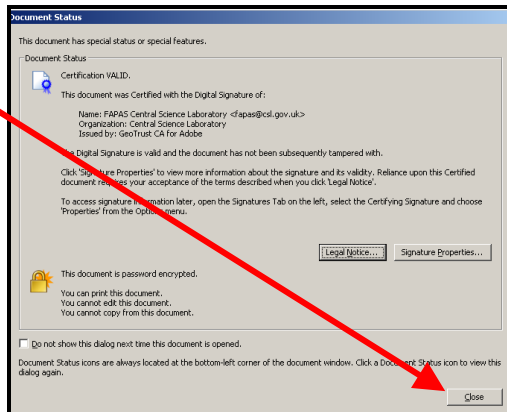 Document Status
This document has special status or special features.
Document Status
Certification VALID.
This document was Certified with the Digital Signature of:
Name: FAPAS Central Science Laboratory <fapas@csl.gov.uk>
Organization: Central Science Laboratory
Issued by: GeoTrust CA for Adobe
The Digital Signature is valid and the document has not been subsequently tampered with.
Click 'Signature Properties' to view more information about the signature and its validity. Reliance upon this Certified
document requires your acceptance of the terms described when you click 'Legal Notice'.
To access signature information later, open the Signatures Tab on the left, select the Certifying Signature and choose
'Properties' from the Options menu.
Legal Notice...
Signature Properties...
This document is password encrypted.
You can print this document.
You cannot edit this document.
You cannot copy from this document.
Do not show this dialog next time this document is opened.
Document Status icons are always located at the bottom-left corner of the document window. Click a Document Status icon to view this
dialog again.
Close